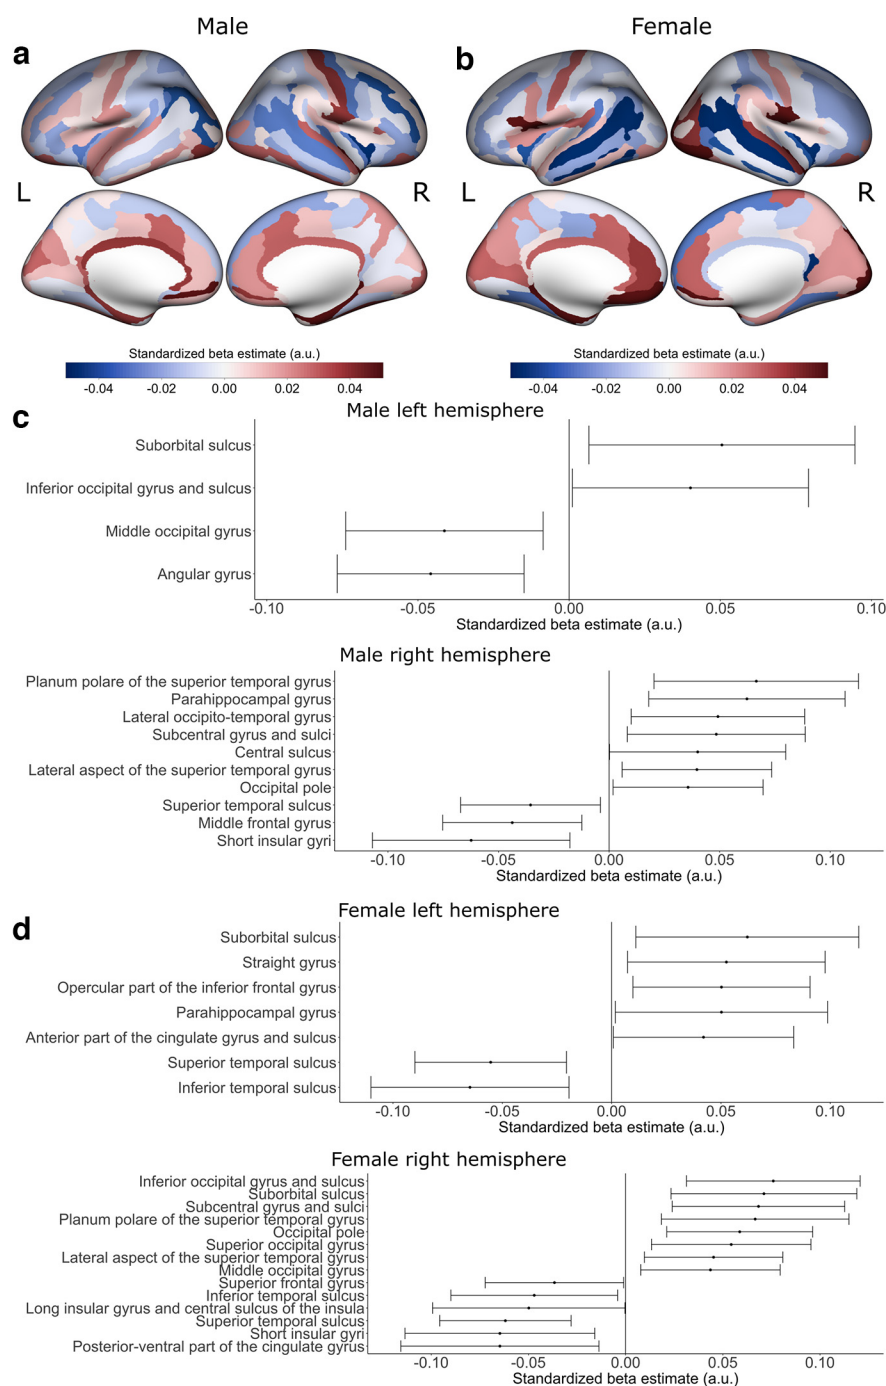 Male
Female
a
b
L
R
L
R
Standardized beta estimate (a.u.)
-0.04 -0.02 0.00 0.02 0.04
Standardized beta estimate (a.u.)
-0.04 -0.02 0.00 0.02 0.04
c
Male left hemisphere
Suborbital sulcus
Inferior occipital gyrus and sulcus
Middle occipital gyrus
Angular gyrus
-0.10 -0.05 0.00 0.05 0.10
Standardized beta estimate (a.u.)
Male right hemisphere
Planum polare of the superior temporal gyrus
Parahippocampal gyrus
Lateral occipito-temporal gyrus
Subcentral gyrus and sulci
Central sulcus
Lateral aspect of the superior temporal gyrus
Occipital pole
Superior temporal sulcus
Middle frontal gyrus
Short insular gyri
-0.10 -0.05 0.00 0.05 0.10
Standardized beta estimate (a.u.)
d
Female left hemisphere
Suborbital sulcus
Straight gyrus
Opercular part of the inferior frontal gyrus
Parahippocampal gyrus
Anterior part of the cingulate gyrus and sulcus
Superior temporal sulcus
Inferior temporal sulcus
-0.10 -0.05 0.00 0.05 0.10
Standardized beta estimate (a.u.)
Female right hemisphere
Inferior occipital gyrus and sulcus
Suborbital sulcus
Subcentral gyrus and sulci
Planum polare of the superior temporal gyrus
Occipital pole
Superior occipital gyrus
Lateral aspect of the superior temporal gyrus
Middle occipital gyrus
Superior frontal gyrus
Inferior temporal sulcus
Long insular gyrus and central sulcus of the insula
Superior temporal sulcus
Short insular gyri
Posterior-ventral part of the cingulate gyrus
-0.10 -0.05 0.00 0.05 0.10
Standardized beta estimate (a.u.)